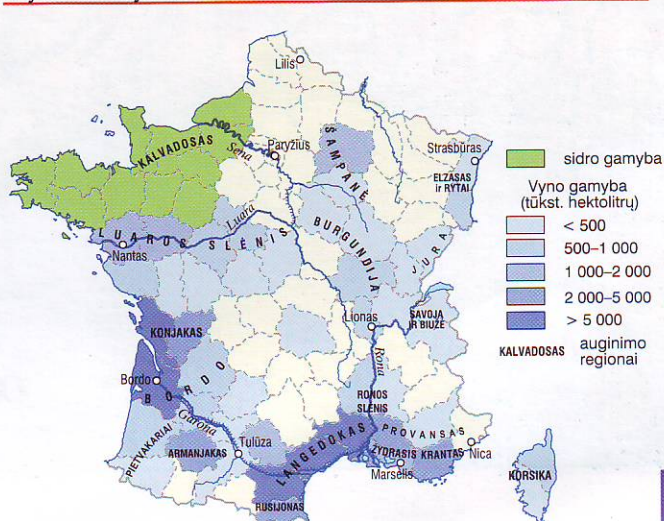 Lilis
KALVADOSAS
Sena
Paryžius
ŠAMPANĖ
Strasbūras
ELZASAS
ir RYTAI
LUAROS SLĖNIS
Luara
Nantas
BURGUNDIJA
JURA
KONJAKAS
Lionas
SAVOJA
IR BIUŽĖ
Bordo
BORDO
Garona
Rona
RONOS
SLĖNIS
PIETVAKARIAI
ARMANJAKAS
Tulūza
LANGEDOKAS
PROVANSAS
ŽYDRASIS KRANTAS
Nica
Marselis
RUSIJONAS
KORSIKA
sidro gamyba
Vyno gamyba
(tūkst. hektolitrų)
< 500
500–1 000
1 000–2 000
2 000–5 000
> 5 000
KALVADOSAS auginimo
regionai